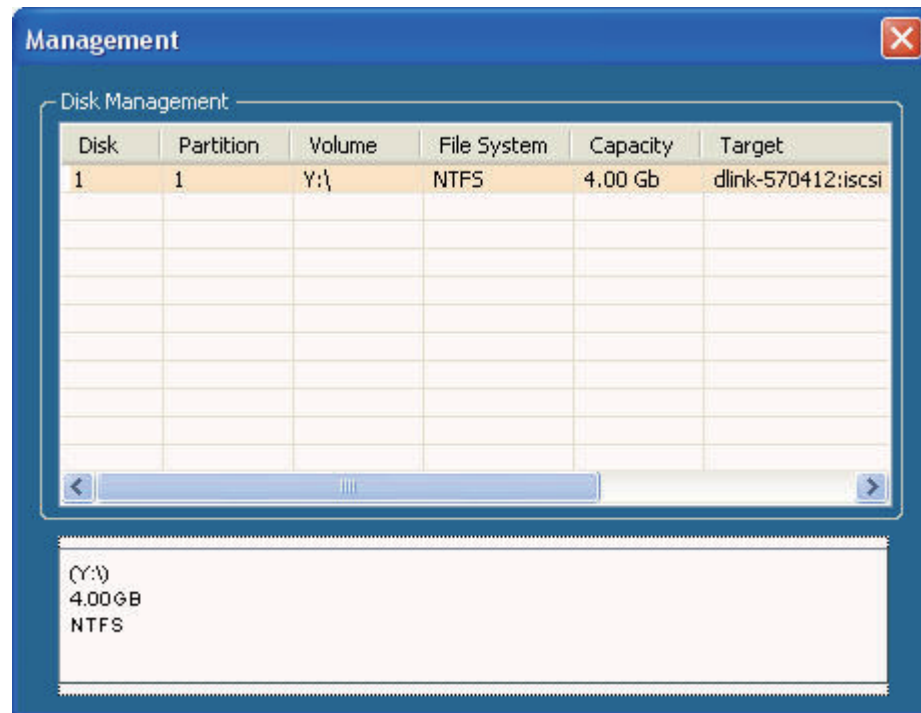 Management
Disk Management
Disk Partition Volume File System Capacity Target
1 1 Y:\ NTFS 4.00 Gb dlink-570412:iscsi
(Y:\)
4.00GB
NTFS